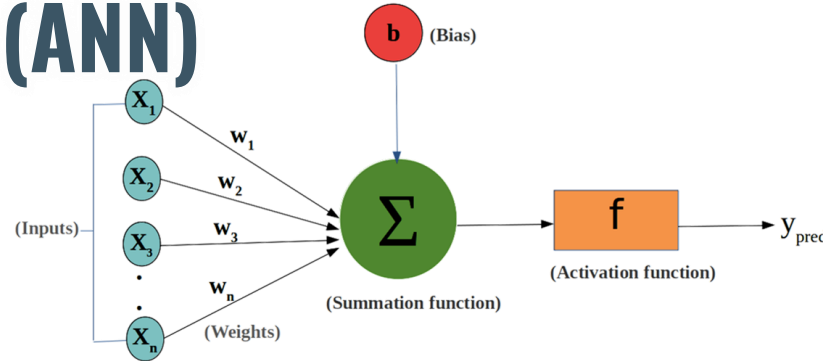 (ANN)
b (Bias)
X1
w1
X2
w2
(Inputs)
X3
w3
Σ
f
ypred
wn
(Weights)
Xn
(Summation function)
(Activation function)